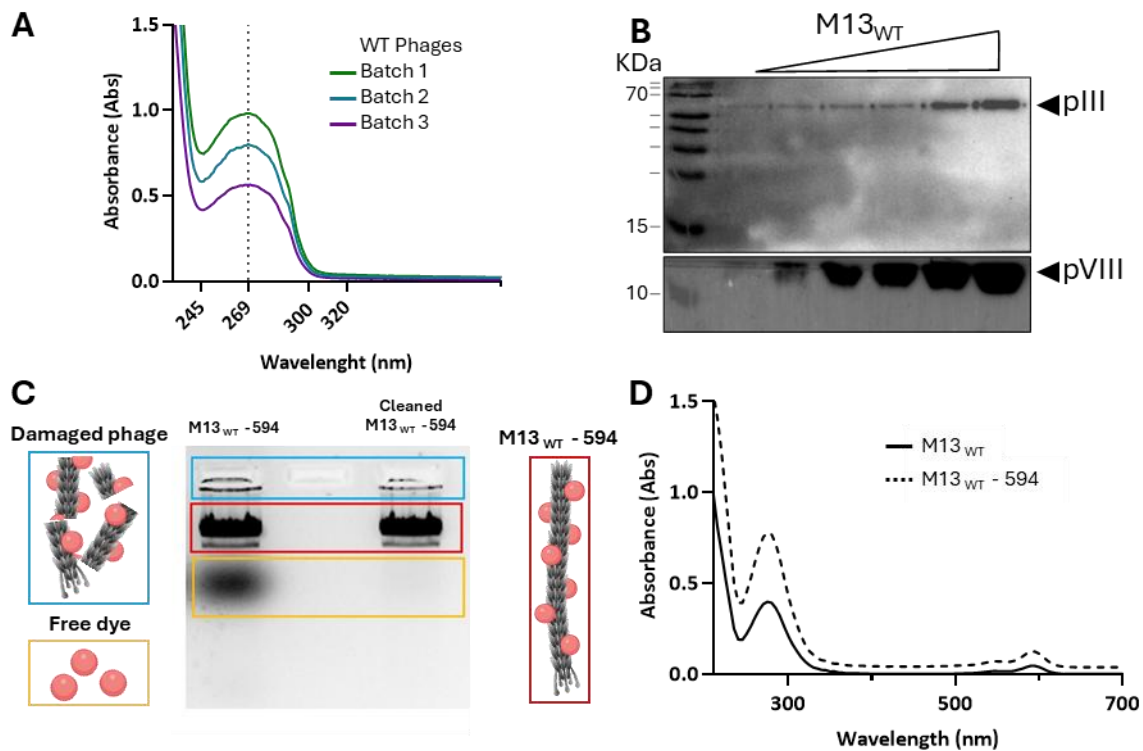 A
1.5
1.0
0.5
0.0
Absorbance (Abs)
WT Phages
Batch 1
Batch 2
Batch 3
245
269
300
320
Wavelenght (nm)
B
M13WT
KDa
70
15
10
pIII
pVIII
C
Damaged phage
Free dye
M13WT - 594
Cleaned
M13WT - 594
M13WT - 594
D
1.5
1.0
0.5
0.0
Absorbance (Abs)
M13WT
M13WT - 594
300
500
700
Wavelength (nm)